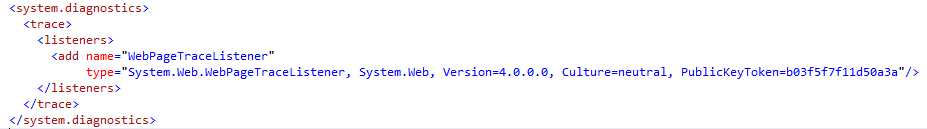 <system.diagnostics>
<trace>
<listeners>
<add name="WebPageTraceListener"
type="System.Web.WebPageTraceListener, System.Web, Version=4.0.0.0, Culture=neutral, PublicKeyToken=b03f5f7f11d50a3a"/>
</listeners>
</trace>
</system.diagnostics>